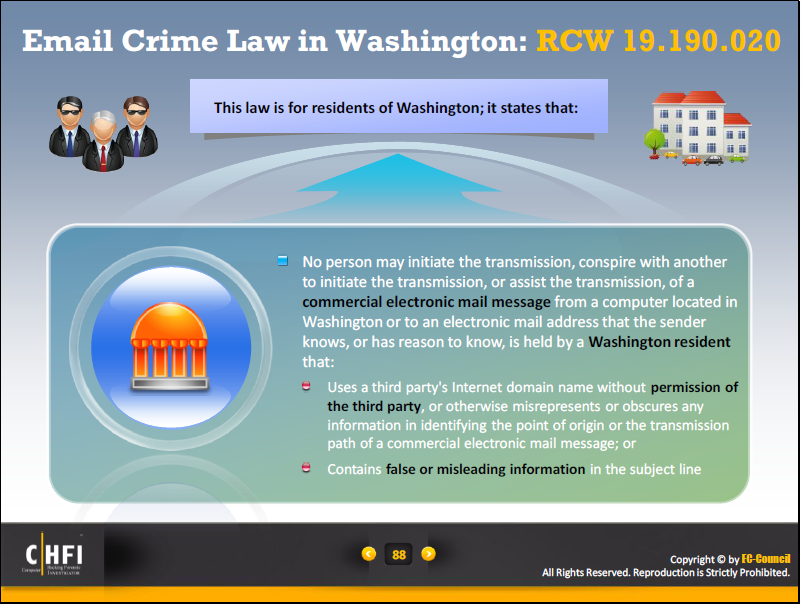 Email Crime Law in Washington: RCW 19.190.020
This law is for residents of Washington; it states that:
No person may initiate the transmission, conspire with another
to initiate the transmission, or assist the transmission, of a
commercial electronic mail message from a computer located in
Washington or to an electronic mail address that the sender
knows, or has reason to know, is held by a Washington resident
that:
Uses a third party's Internet domain name without permission of
the third party, or otherwise misrepresents or obscures any
information in identifying the point of origin or the transmission
path of a commercial electronic mail message; or
Contains false or misleading information in the subject line
CHFI
Computer Hacking Forensic
INVESTIGATOR
88
Copyright © by EC-Council
All Rights Reserved. Reproduction is Strictly Prohibited.